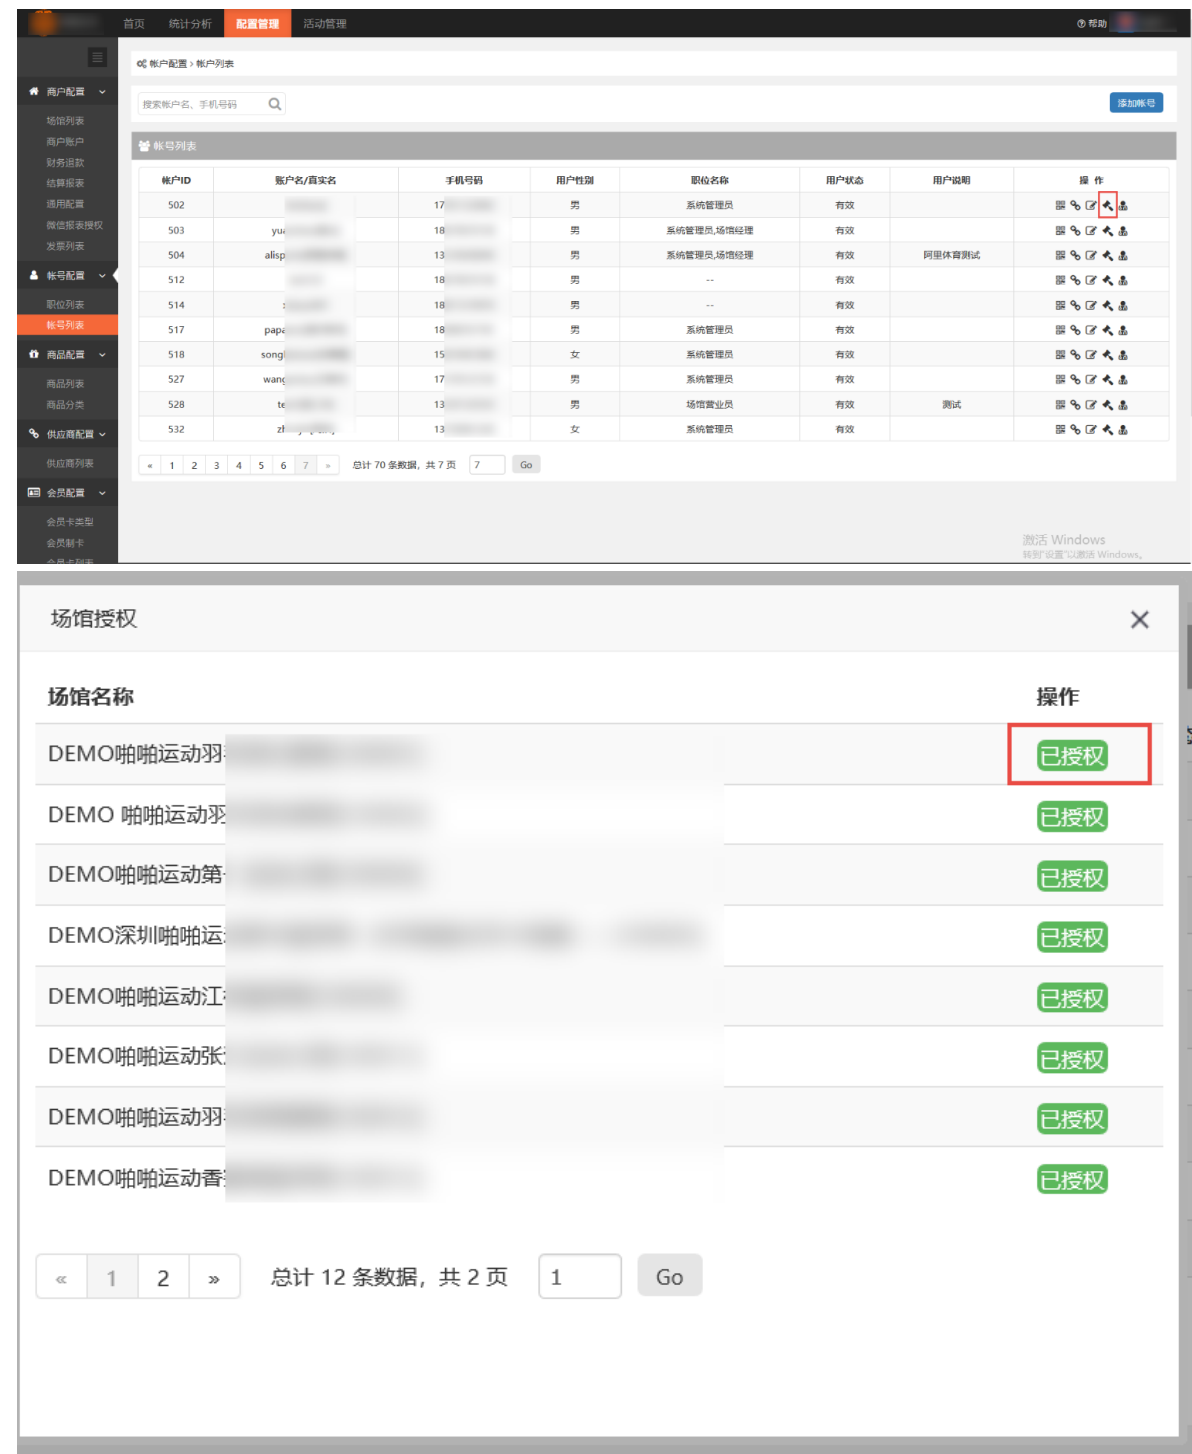 首页 统计分析 配置管理 活动管理 帮助
帐户配置 › 帐户列表
商户配置
场馆列表
商户账户
财务退款
结算报表
通用配置
微信报表授权
发票列表
帐号配置
职位列表
帐号列表
商品配置
商品列表
商品分类
供应商配置
供应商列表
会员配置
会员卡类型
会员制卡
会员卡列表
搜索帐户名、手机号码 添加帐号
帐号列表
帐户ID 账户名/真实名 手机号码 用户性别 职位名称 用户状态 用户说明 操 作
502 17 男 系统管理员 有效
503 yu 18 男 系统管理员,场馆经理 有效
504 alisp 13 男 系统管理员,场馆经理 有效 阿里体育测试
512 18 男 -- 有效
514 18 男 -- 有效
517 papa 18 男 系统管理员 有效
518 song 15 女 系统管理员 有效
527 wang 17 男 系统管理员 有效
528 te 13 男 场馆营业员 有效 测试
532 zh 13 女 系统管理员 有效
« 1 2 3 4 5 6 7 » 总计 70 条数据，共 7 页 7 Go
激活 Windows
转到"设置"以激活 Windows。
场馆授权 ×
场馆名称 操作
DEMO啪啪运动羽 已授权
DEMO 啪啪运动羽 已授权
DEMO啪啪运动第 已授权
DEMO深圳啪啪运 已授权
DEMO啪啪运动江 已授权
DEMO啪啪运动张 已授权
DEMO啪啪运动羽 已授权
DEMO啪啪运动香 已授权
« 1 2 » 总计 12 条数据，共 2 页 1 Go